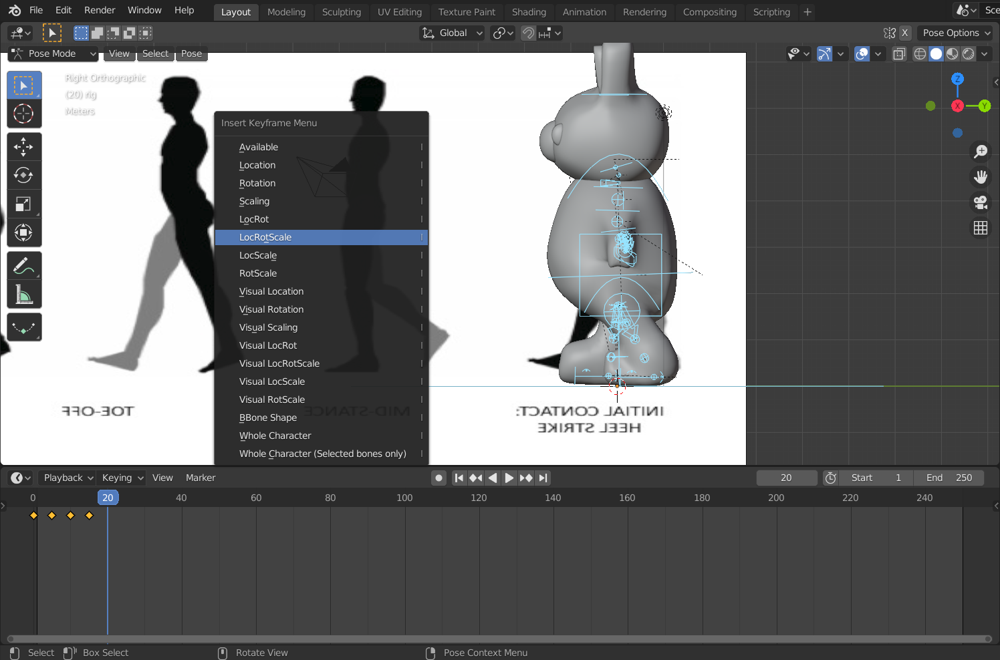 File Edit Render Window Help Layout Modeling Sculpting UV Editing Texture Paint Shading Animation Rendering Compositing Scripting + Sce
Global X Pose Options
Pose Mode View Select Pose
Right Orthographic
(20) rig
Meters
Z
X
Y
Insert Keyframe Menu
Available
Location
Rotation
Scaling
LocRot
LocRotScale
LocScale
RotScale
Visual Location
Visual Rotation
Visual Scaling
Visual LocRot
Visual LocRotScale
Visual LocScale
Visual RotScale
BBone Shape
Whole Character
Whole Character (Selected bones only)
TOE-OFF MID-STANCE INITIAL CONTACT:
HEEL STRIKE
Playback Keying View Marker 20 Start 1 End 250
0 20 40 60 80 100 120 140 160 180 200 220 240
Select Box Select Rotate View Pose Context Menu